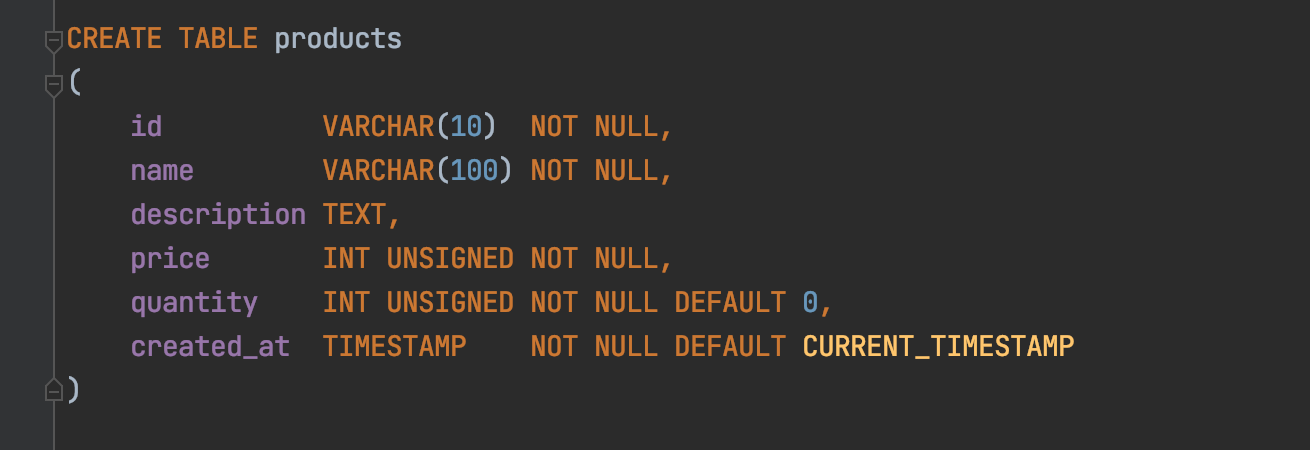 CREATE TABLE products
(
    id          VARCHAR(10)  NOT NULL,
    name        VARCHAR(100) NOT NULL,
    description TEXT,
    price       INT UNSIGNED NOT NULL,
    quantity    INT UNSIGNED NOT NULL DEFAULT 0,
    created_at  TIMESTAMP    NOT NULL DEFAULT CURRENT_TIMESTAMP
)